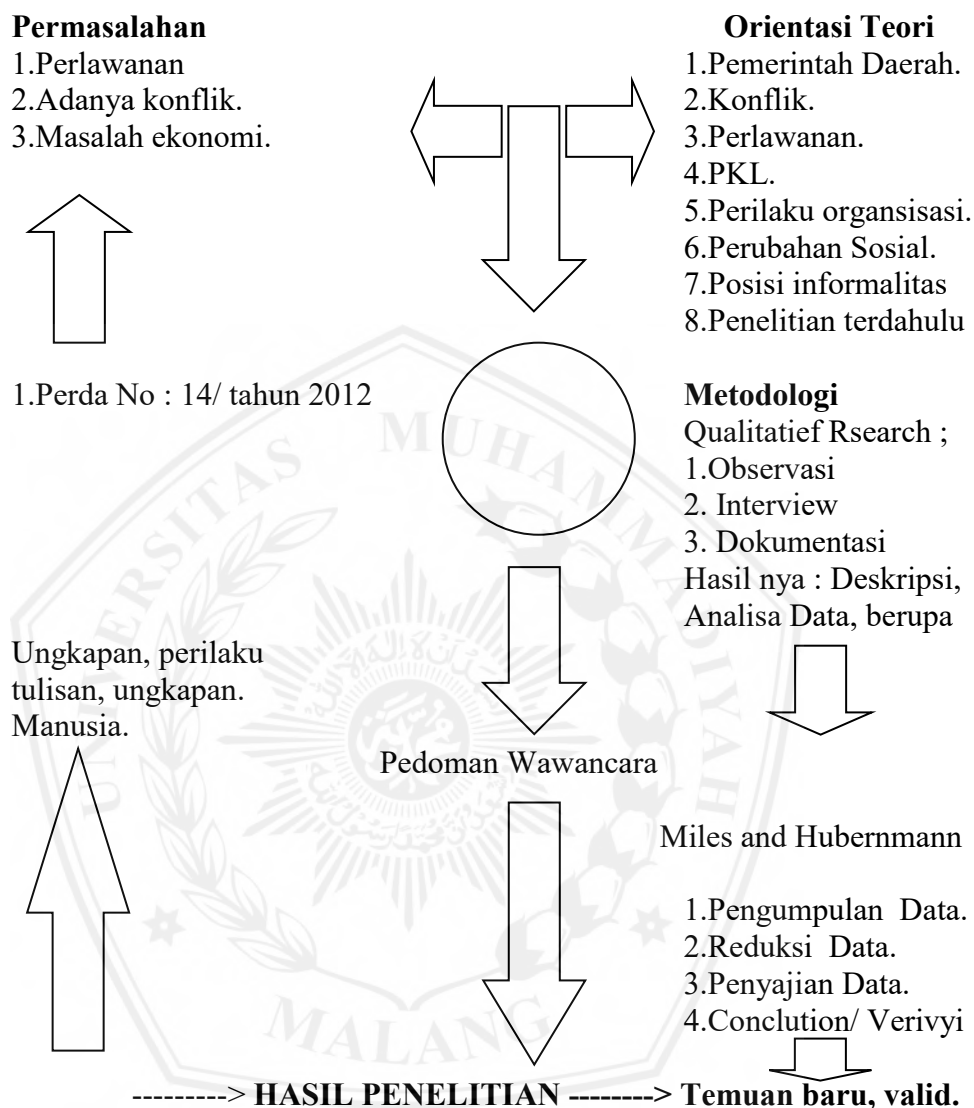 Permasalahan
1.Perlawanan
2.Adanya konflik.
3.Masalah ekonomi.
Orientasi Teori
1.Pemerintah Daerah.
2.Konflik.
3.Perlawanan.
4.PKL.
5.Perilaku organsisasi.
6.Perubahan Sosial.
7.Posisi informalitas
8.Penelitian terdahulu
1.Perda No : 14/ tahun 2012
Metodologi
Qualitatief Rsearch ;
1.Observasi
2. Interview
3. Dokumentasi
Hasil nya : Deskripsi,
Analisa Data, berupa
Ungkapan, perilaku
tulisan, ungkapan.
Manusia.
Pedoman Wawancara
Miles and Hubernmann
1.Pengumpulan Data.
2.Reduksi Data.
3.Penyajian Data.
4.Conclution/ Verivyi
---------> HASIL PENELITIAN --------> Temuan baru, valid.
UNIVERSITAS MUHAMMADIYAH
MALANG